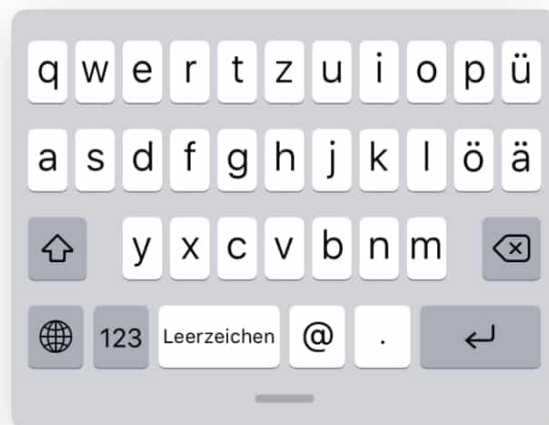 q w e r t z u i o p ü
a s d f g h j k l ö ä
y x c v b n m
123 Leerzeichen @ .